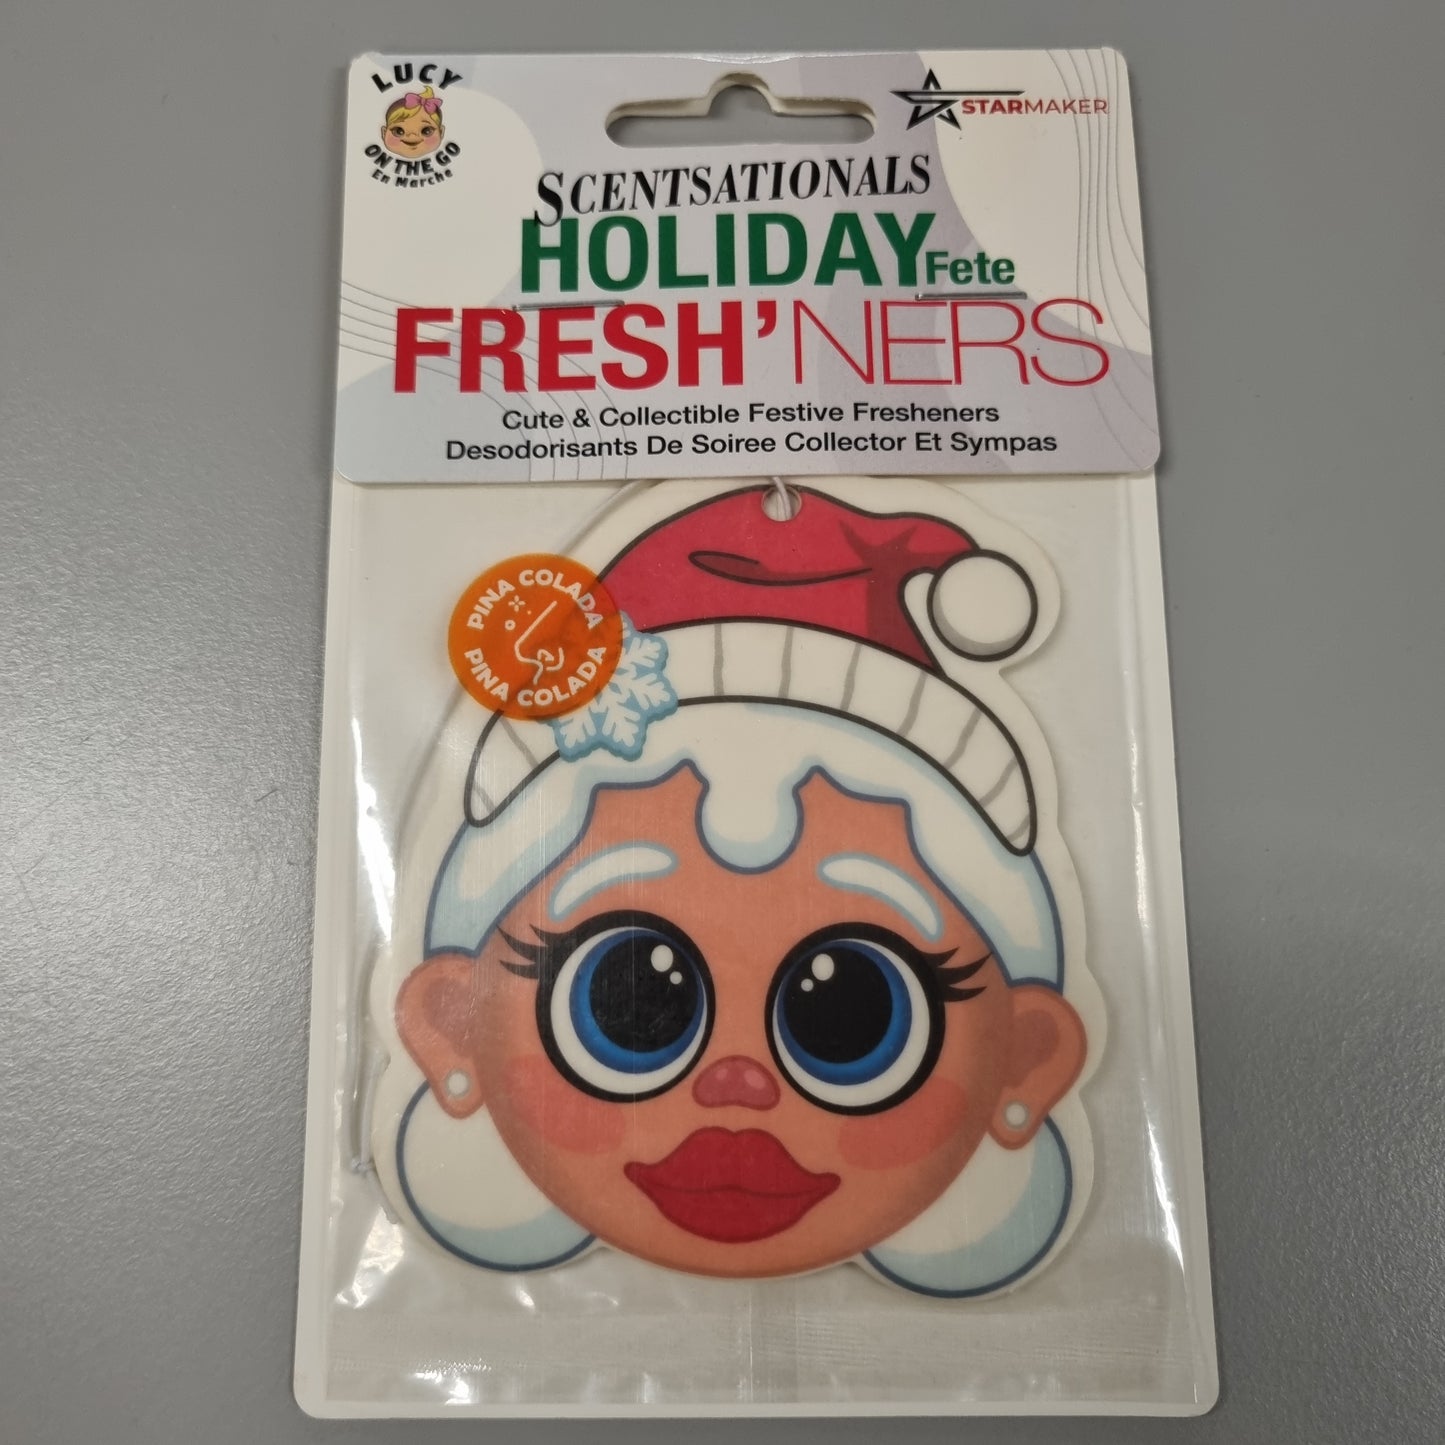 LUCY
ON THE GO
En Marche
STARMAKER
SCENTSATIONALS
HOLIDAY Fete
FRESH'NERS
Cute & Collectible Festive Fresheners
Desodorisants De Soiree Collector Et Sympas
PINA COLADA
PINA COLADA